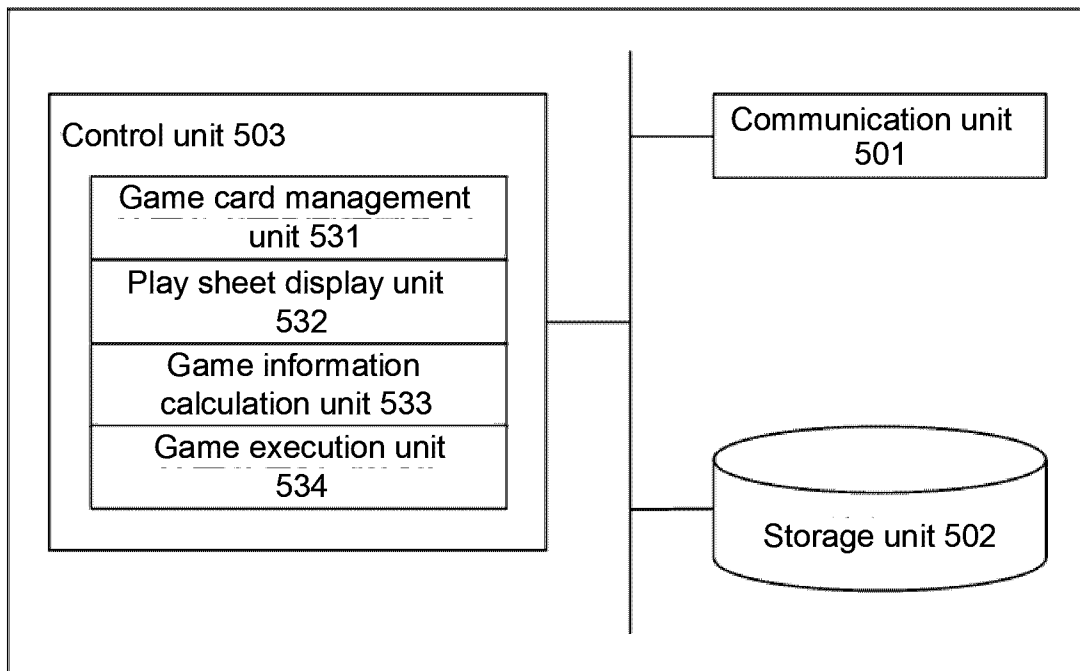 Control unit 503
Game card management
unit 531
Play sheet display unit
532
Game information
calculation unit 533
Game execution unit
534
Communication unit
501
Storage unit 502